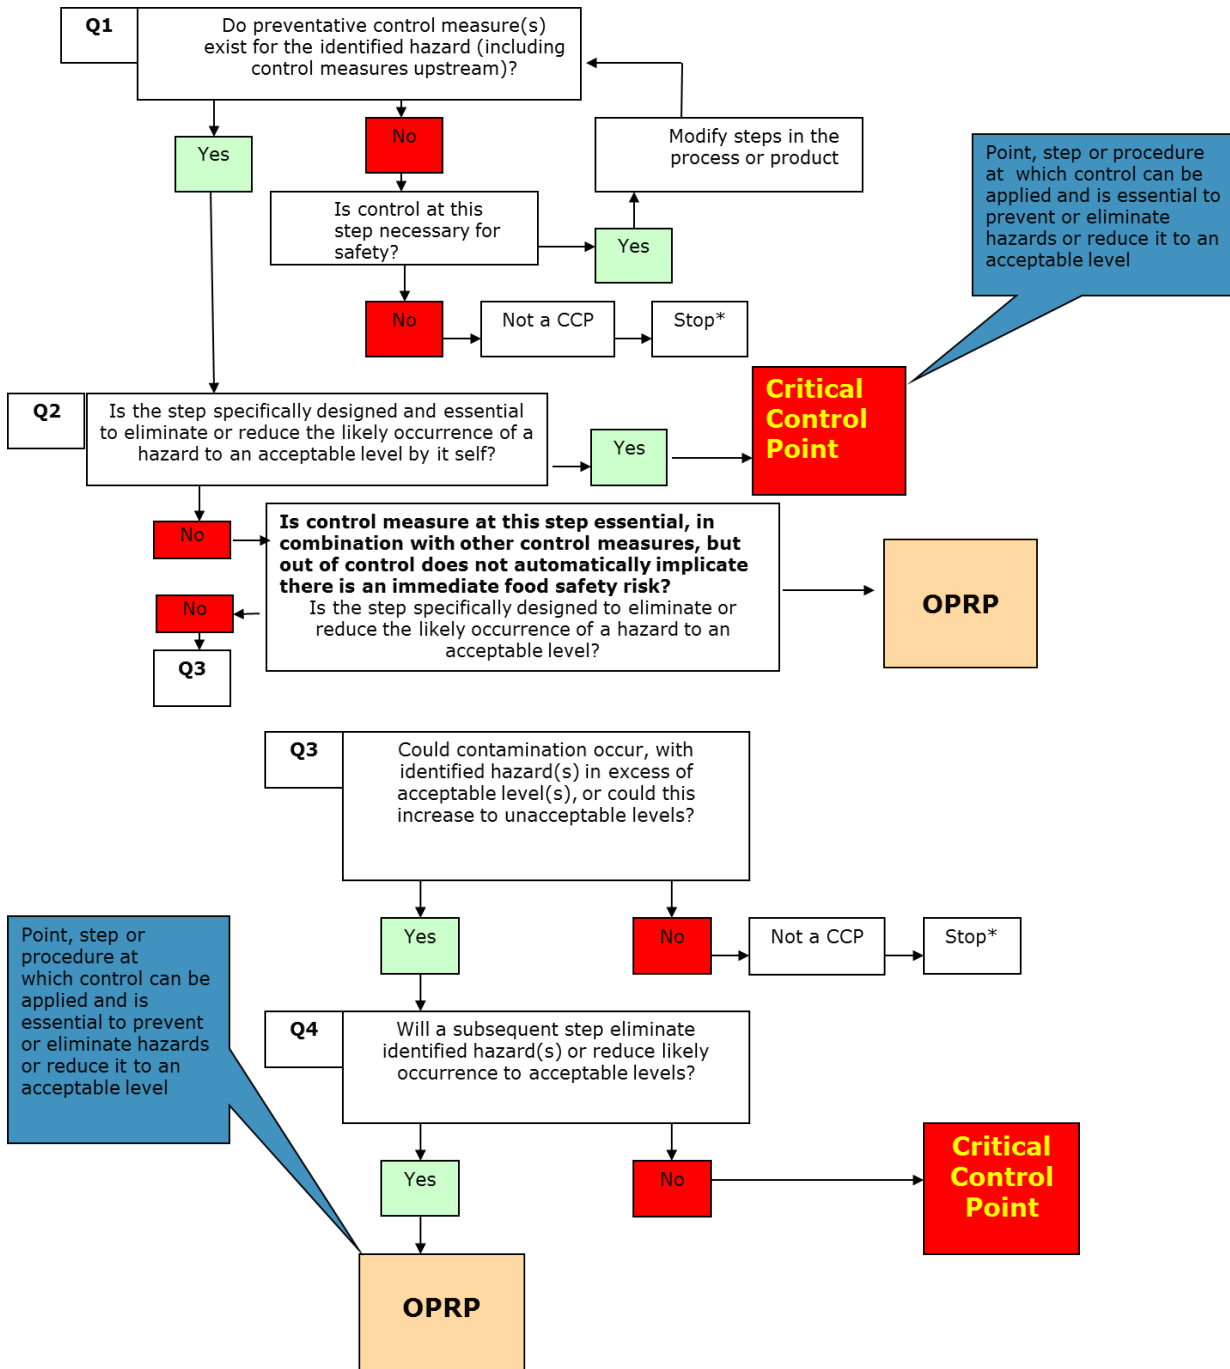 Q1
Do preventative control measure(s)
exist for the identified hazard (including
control measures upstream)?
Yes
No
Modify steps in the
process or product
Is control at this
step necessary for
safety?
Yes
No
Not a CCP
Stop*
Point, step or procedure
at which control can be
applied and is essential to
prevent or eliminate
hazards or reduce it to an
acceptable level
Q2
Is the step specifically designed and essential
to eliminate or reduce the likely occurrence of a
hazard to an acceptable level by it self?
Yes
Critical
Control
Point
No
Is control measure at this step essential, in
combination with other control measures, but
out of control does not automatically implicate
there is an immediate food safety risk?
Is the step specifically designed to eliminate or
reduce the likely occurrence of a hazard to an
acceptable level?
OPRP
No
Q3
Q3
Could contamination occur, with
identified hazard(s) in excess of
acceptable level(s), or could this
increase to unacceptable levels?
Yes
No
Not a CCP
Stop*
Point, step or
procedure at
which control can be
applied and is
essential to prevent
or eliminate hazards
or reduce it to an
acceptable level
Q4
Will a subsequent step eliminate
identified hazard(s) or reduce likely
occurrence to acceptable levels?
Yes
No
Critical
Control
Point
OPRP